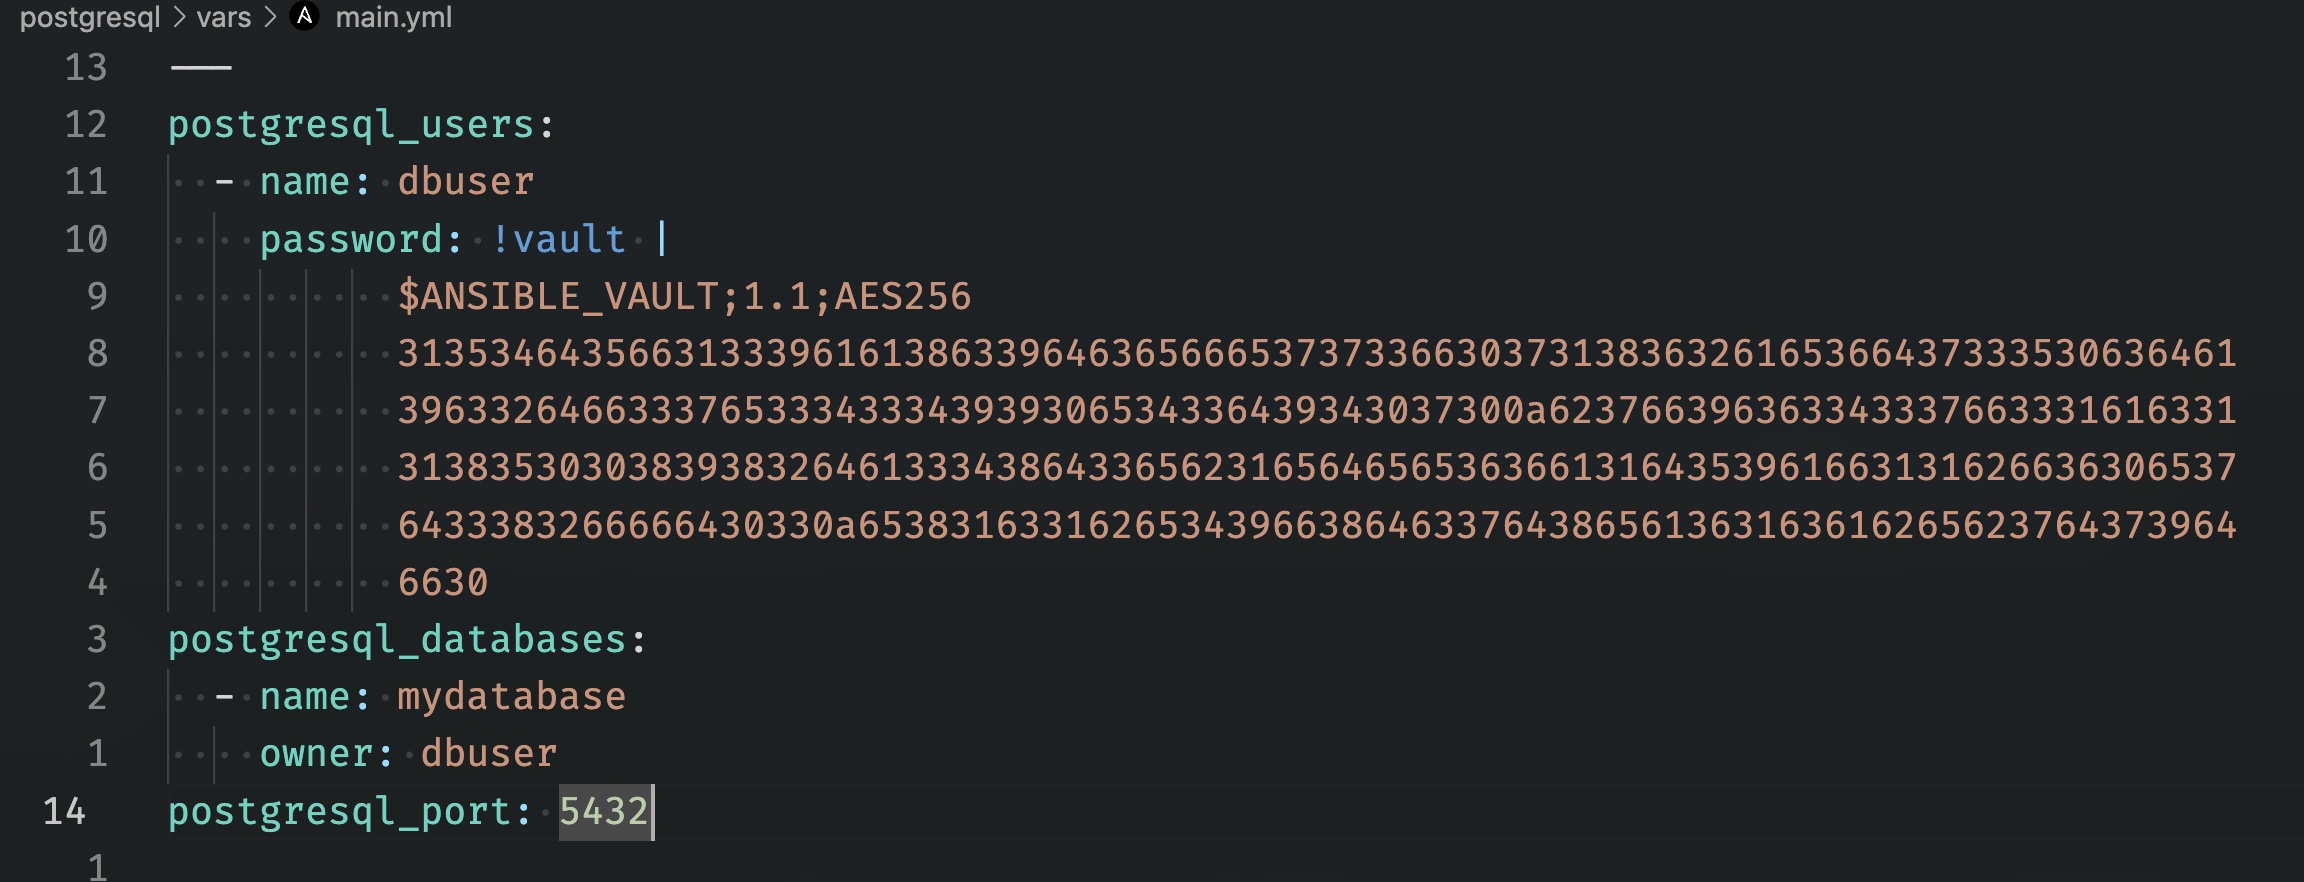 postgresql > vars > main.yml
13 ---
12 postgresql_users:
11 - name: dbuser
10 password: !vault |
9 $ANSIBLE_VAULT;1.1;AES256
8 31353464356631333961613863396463656665373733663037313836326165366437333530636461
7 3963326466333765333433343939306534336439343037300a623766396363343337663331616331
6 31383530303839383264613334386433656231656465653636613164353961663131626636306537
5 6433383266666430330a653831633162653439663864633764386561363163616265623764373964
4 6630
3 postgresql_databases:
2 - name: mydatabase
1 owner: dbuser
14 postgresql_port: 5432
1